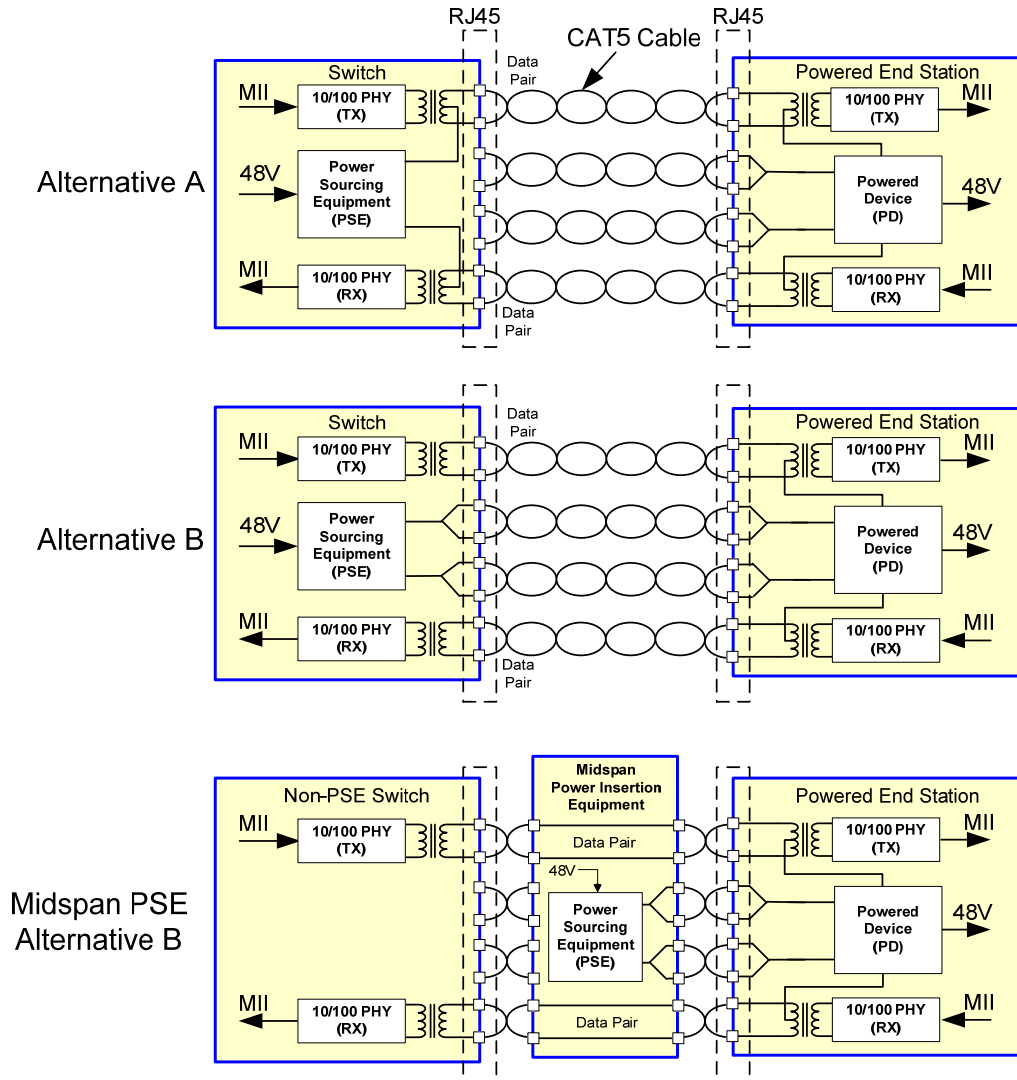 RJ45
RJ45
CAT5 Cable
Data
Pair
Alternative A
Switch
MII
10/100 PHY
(TX)
48V
Power
Sourcing
Equipment
(PSE)
MII
10/100 PHY
(RX)
Data
Pair
Powered End Station
10/100 PHY
(TX)
MII
Powered
Device
(PD)
48V
10/100 PHY
(RX)
MII
Alternative B
Switch
MII
10/100 PHY
(TX)
48V
Power
Sourcing
Equipment
(PSE)
MII
10/100 PHY
(RX)
Data
Pair
Data
Pair
Powered End Station
10/100 PHY
(TX)
MII
Powered
Device
(PD)
48V
10/100 PHY
(RX)
MII
Midspan PSE
Alternative B
Non-PSE Switch
MII
10/100 PHY
(TX)
MII
10/100 PHY
(RX)
Midspan
Power Insertion
Equipment
Data Pair
48V
Power
Sourcing
Equipment
(PSE)
Data Pair
Powered End Station
10/100 PHY
(TX)
MII
Powered
Device
(PD)
48V
10/100 PHY
(RX)
MII